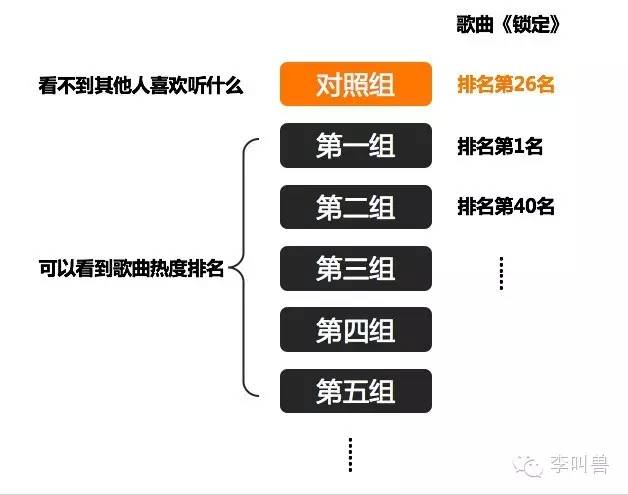 歌曲《锁定》
看不到其他人喜欢听什么 对照组 排名第26名
第一组 排名第1名
第二组 排名第40名
可以看到歌曲热度排名 第三组
第四组
第五组
李叫兽